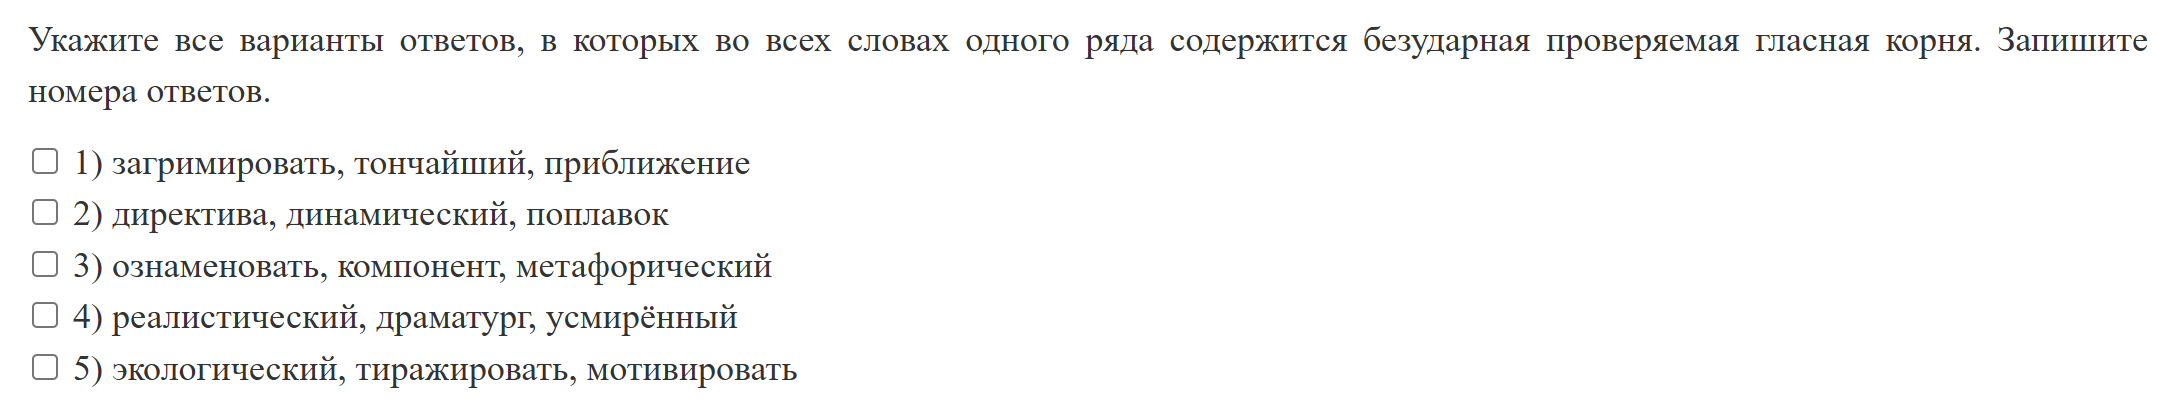 Укажите все варианты ответов, в которых во всех словах одного ряда содержится безударная проверяемая гласная корня. Запишите
номера ответов.
1) загримировать, тончайший, приближение
2) директива, динамический, поплавок
3) ознаменовать, компонент, метафорический
4) реалистический, драматург, усмирённый
5) экологический, тиражировать, мотивировать